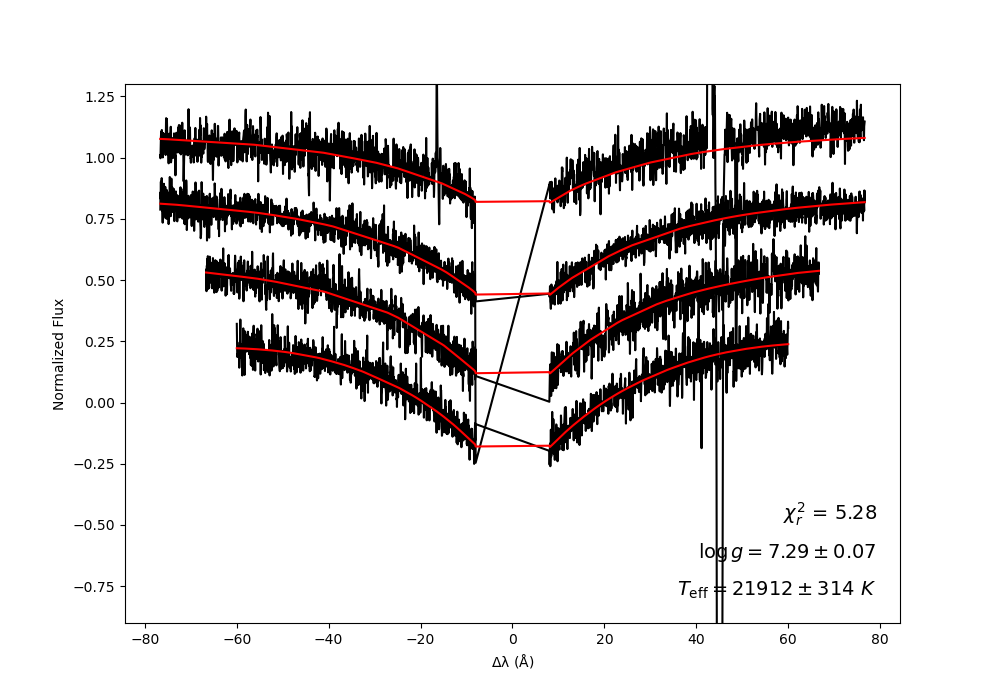 1.25
1.00
0.75
0.50
0.25
0.00
−0.25
−0.50
−0.75
Normalized Flux
χ²ᵣ = 5.28
log g = 7.29 ± 0.07
T_eff = 21912 ± 314 K
−80 −60 −40 −20 0 20 40 60 80
Δλ (Å)